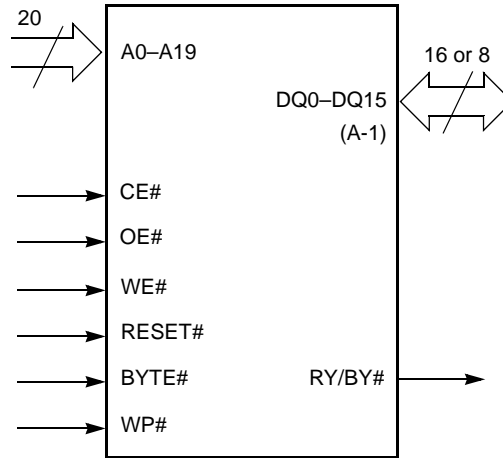 20
A0–A19
16 or 8
DQ0–DQ15
(A-1)
CE#
OE#
WE#
RESET#
BYTE#
RY/BY#
WP#